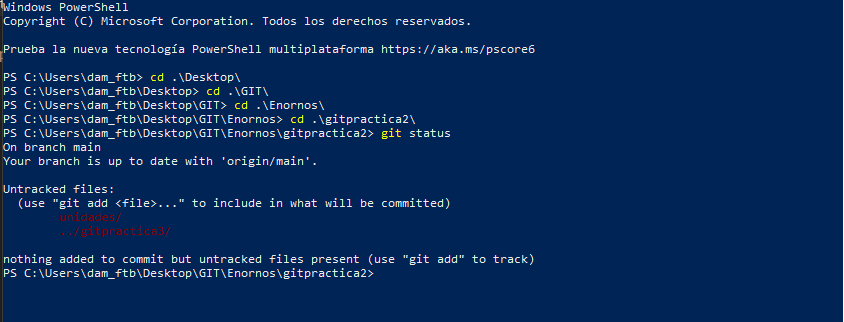 Windows PowerShell
Copyright (C) Microsoft Corporation. Todos los derechos reservados.
Prueba la nueva tecnología PowerShell multiplataforma https://aka.ms/pscore6
PS C:\Users\dam_ftb> cd .\Desktop\
PS C:\Users\dam_ftb\Desktop> cd .\GIT\
PS C:\Users\dam_ftb\Desktop\GIT> cd .\Enornos\
PS C:\Users\dam_ftb\Desktop\GIT\Enornos> cd .\gitpractica2\
PS C:\Users\dam_ftb\Desktop\GIT\Enornos\gitpractica2> git status
On branch main
Your branch is up to date with 'origin/main'.
Untracked files:
  (use "git add <file>..." to include in what will be committed)
        unidades/
        ../gitpractica3/
nothing added to commit but untracked files present (use "git add" to track)
PS C:\Users\dam_ftb\Desktop\GIT\Enornos\gitpractica2>